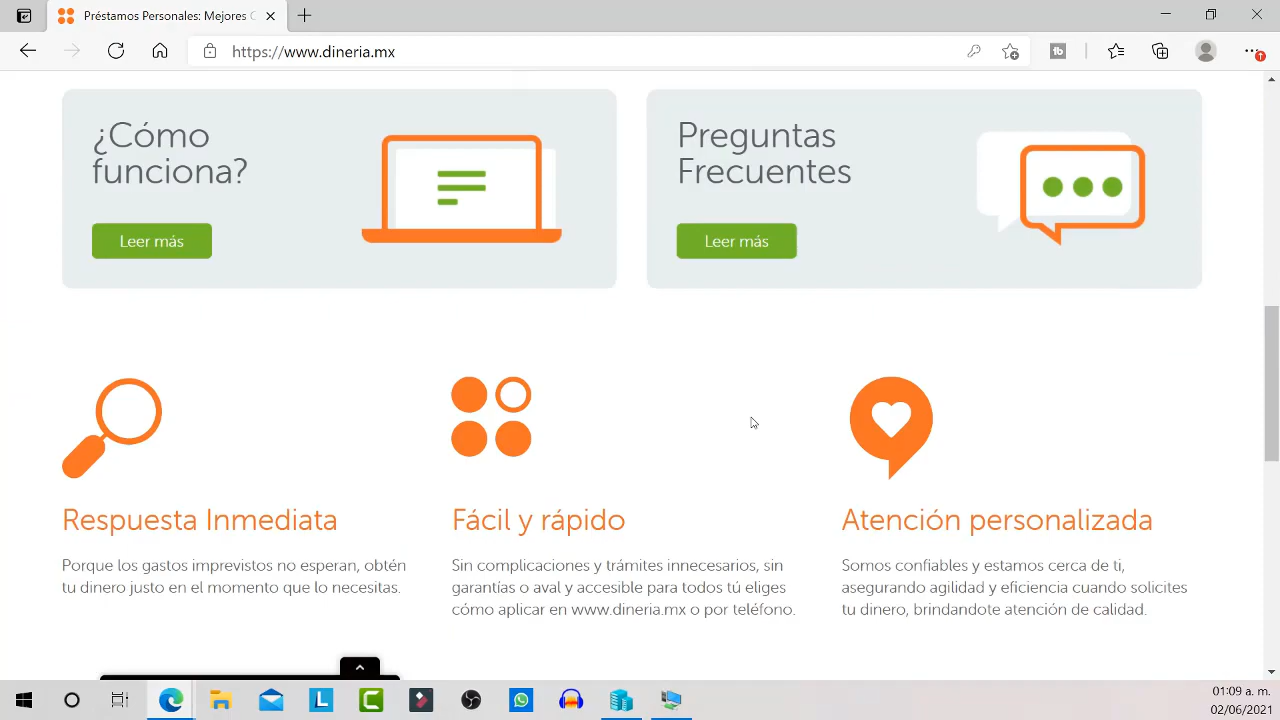 Préstamos Personales: Mejores
https://www.dineria.mx
¿Cómo
funciona?
Leer más
Preguntas
Frecuentes
Leer más
Respuesta Inmediata
Porque los gastos imprevistos no esperan, obtén
tu dinero justo en el momento que lo necesitas.
Fácil y rápido
Sin complicaciones y trámites innecesarios, sin
garantías o aval y accesible para todos tú eliges
cómo aplicar en www.dineria.mx o por teléfono.
Atención personalizada
Somos confiables y estamos cerca de ti,
asegurando agilidad y eficiencia cuando solicites
tu dinero, brindandote atención de calidad.
01:09 a. m.
02/06/2021